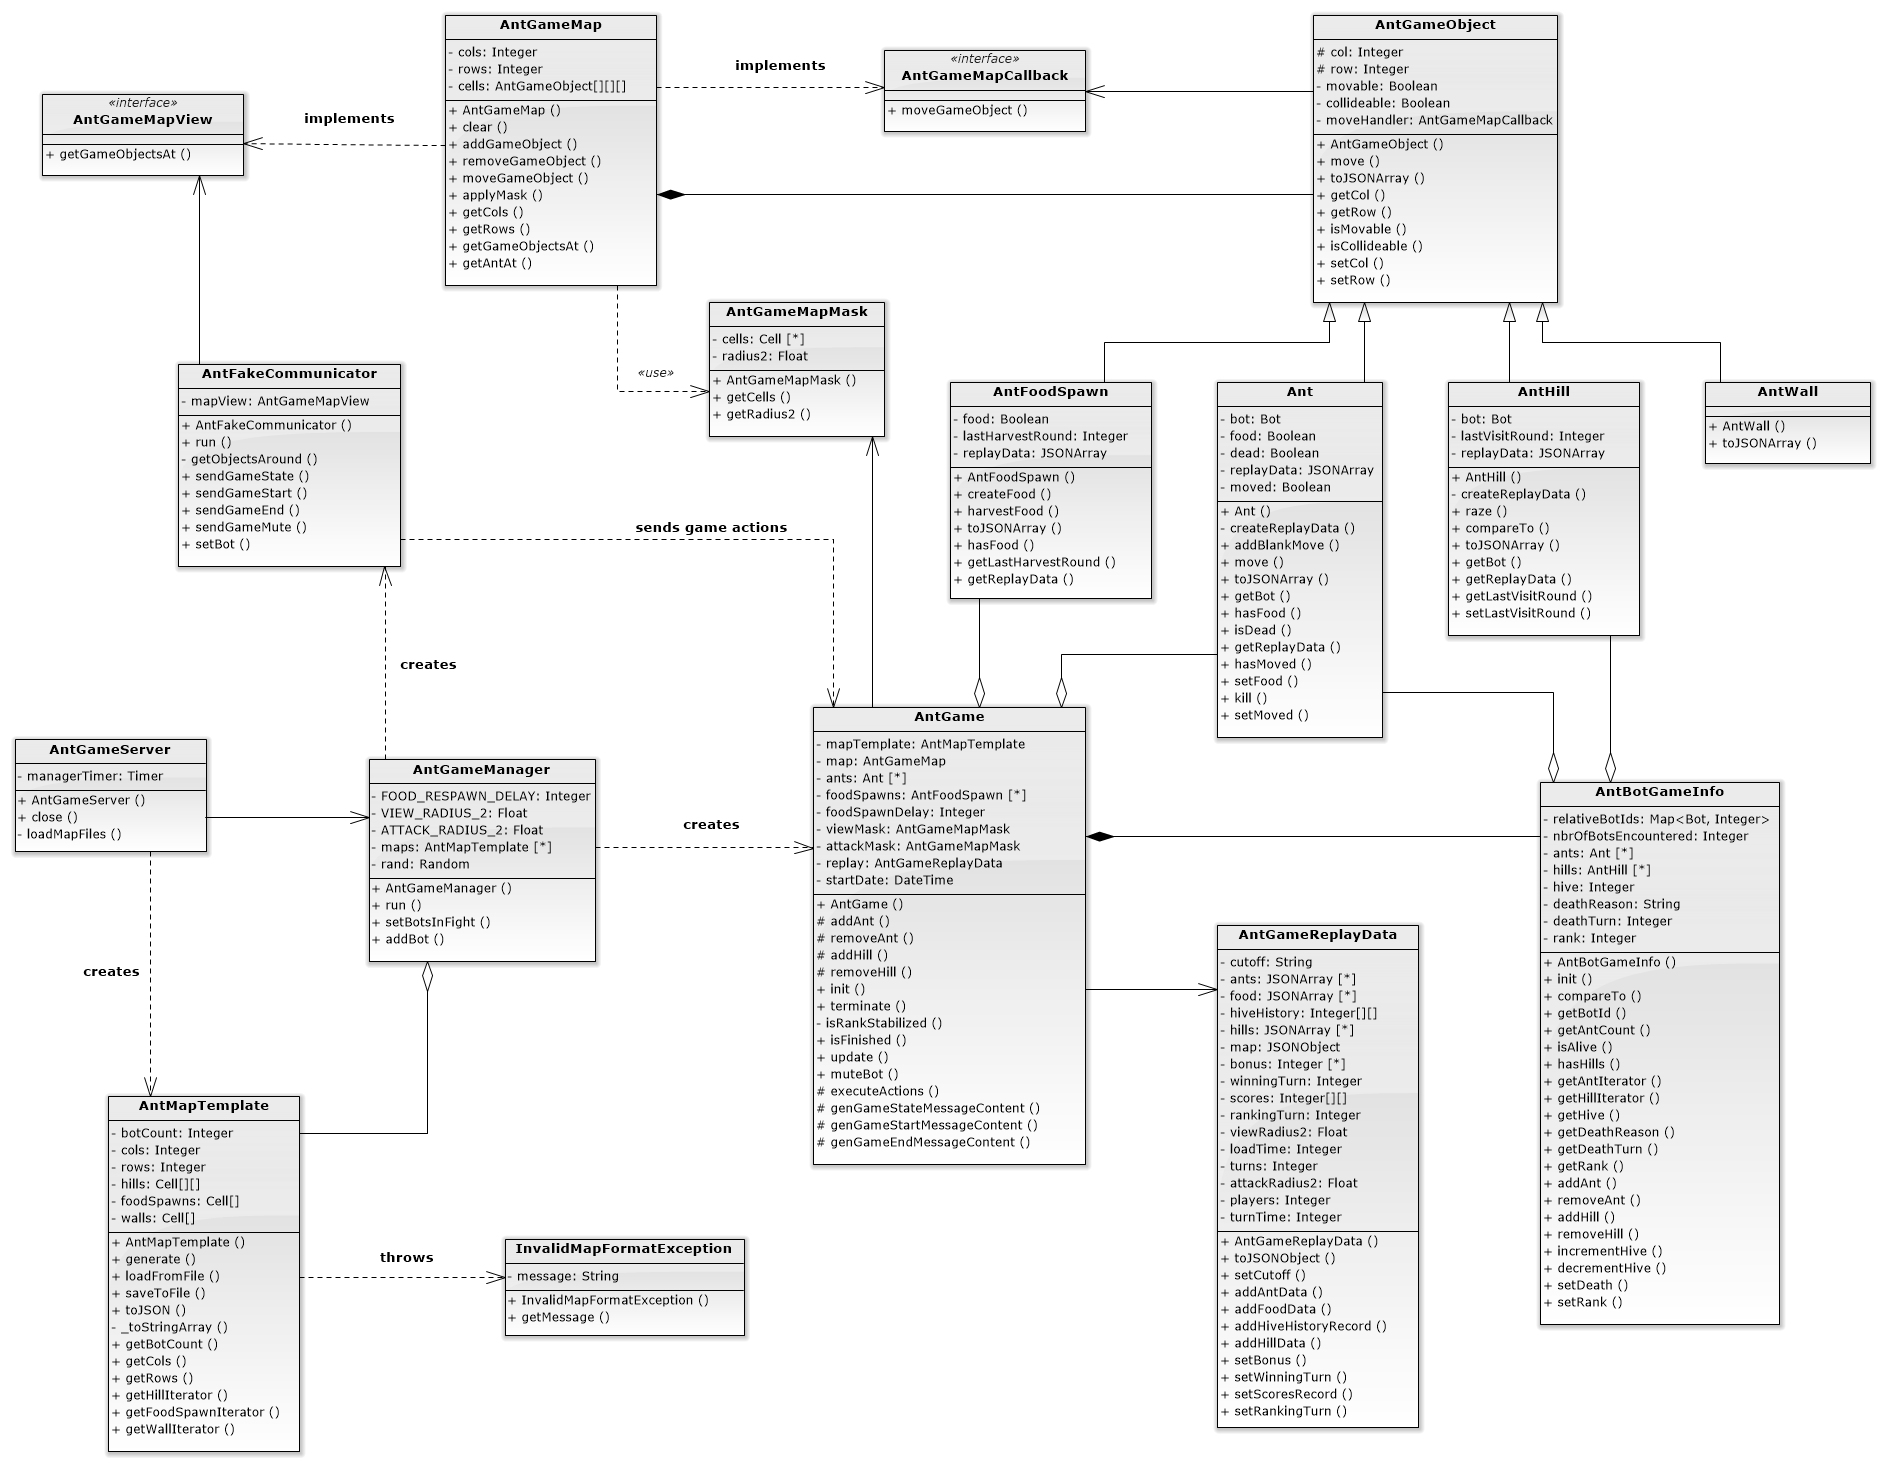 AntGameMap
- cols: Integer
- rows: Integer
- cells: AntGameObject[][][]
+ AntGameMap ()
+ clear ()
+ addGameObject ()
+ removeGameObject ()
+ moveGameObject ()
+ applyMask ()
+ getCols ()
+ getRows ()
+ getGameObjectsAt ()
+ getAntAt ()
implements
«interface»
AntGameMapCallback
+ moveGameObject ()
AntGameObject
# col: Integer
# row: Integer
- movable: Boolean
- collideable: Boolean
- moveHandler: AntGameMapCallback
+ AntGameObject ()
+ move ()
+ toJSONArray ()
+ getCol ()
+ getRow ()
+ isMovable ()
+ isCollideable ()
+ setCol ()
+ setRow ()
«interface»
AntGameMapView
+ getGameObjectsAt ()
implements
AntGameMapMask
- cells: Cell [*]
- radius2: Float
+ AntGameMapMask ()
+ getCells ()
+ getRadius2 ()
«use»
AntFakeCommunicator
- mapView: AntGameMapView
+ AntFakeCommunicator ()
+ run ()
- getObjectsAround ()
+ sendGameState ()
+ sendGameStart ()
+ sendGameEnd ()
+ sendGameMute ()
+ setBot ()
sends game actions
AntFoodSpawn
- food: Boolean
- lastHarvestRound: Integer
- replayData: JSONArray
+ AntFoodSpawn ()
+ createFood ()
+ harvestFood ()
+ toJSONArray ()
+ hasFood ()
+ getLastHarvestRound ()
+ getReplayData ()
Ant
- bot: Bot
- food: Boolean
- dead: Boolean
- replayData: JSONArray
- moved: Boolean
+ Ant ()
- createReplayData ()
+ addBlankMove ()
+ move ()
+ toJSONArray ()
+ getBot ()
+ hasFood ()
+ isDead ()
+ getReplayData ()
+ hasMoved ()
+ setFood ()
+ kill ()
+ setMoved ()
AntHill
- bot: Bot
- lastVisitRound: Integer
- replayData: JSONArray
+ AntHill ()
- createReplayData ()
+ raze ()
+ compareTo ()
+ toJSONArray ()
+ getBot ()
+ getReplayData ()
+ getLastVisitRound ()
+ setLastVisitRound ()
AntWall
+ AntWall ()
+ toJSONArray ()
creates
AntGameServer
- managerTimer: Timer
+ AntGameServer ()
+ close ()
- loadMapFiles ()
AntGameManager
- FOOD_RESPAWN_DELAY: Integer
- VIEW_RADIUS_2: Float
- ATTACK_RADIUS_2: Float
- maps: AntMapTemplate [*]
- rand: Random
+ AntGameManager ()
+ run ()
+ setBotsInFight ()
+ addBot ()
creates
AntGame
- mapTemplate: AntMapTemplate
- map: AntGameMap
- ants: Ant [*]
- foodSpawns: AntFoodSpawn [*]
- foodSpawnDelay: Integer
- viewMask: AntGameMapMask
- attackMask: AntGameMapMask
- replay: AntGameReplayData
- startDate: DateTime
+ AntGame ()
# addAnt ()
# removeAnt ()
# addHill ()
# removeHill ()
+ init ()
+ terminate ()
- isRankStabilized ()
+ isFinished ()
+ update ()
+ muteBot ()
# executeActions ()
# genGameStateMessageContent ()
# genGameStartMessageContent ()
# genGameEndMessageContent ()
AntBotGameInfo
- relativeBotIds: Map<Bot, Integer>
- nbrOfBotsEncountered: Integer
- ants: Ant [*]
- hills: AntHill [*]
- hive: Integer
- deathReason: String
- deathTurn: Integer
- rank: Integer
+ AntBotGameInfo ()
+ init ()
+ compareTo ()
+ getBotId ()
+ getAntCount ()
+ isAlive ()
+ hasHills ()
+ getAntIterator ()
+ getHillIterator ()
+ getHive ()
+ getDeathReason ()
+ getDeathTurn ()
+ getRank ()
+ addAnt ()
+ removeAnt ()
+ addHill ()
+ removeHill ()
+ incrementHive ()
+ decrementHive ()
+ setDeath ()
+ setRank ()
AntGameReplayData
- cutoff: String
- ants: JSONArray [*]
- food: JSONArray [*]
- hiveHistory: Integer[][]
- hills: JSONArray [*]
- map: JSONObject
- bonus: Integer [*]
- winningTurn: Integer
- scores: Integer[][]
- rankingTurn: Integer
- viewRadius2: Float
- loadTime: Integer
- turns: Integer
- attackRadius2: Float
- players: Integer
- turnTime: Integer
+ AntGameReplayData ()
+ toJSONObject ()
+ setCutoff ()
+ addAntData ()
+ addFoodData ()
+ addHiveHistoryRecord ()
+ addHillData ()
+ setBonus ()
+ setWinningTurn ()
+ setScoresRecord ()
+ setRankingTurn ()
creates
AntMapTemplate
- botCount: Integer
- cols: Integer
- rows: Integer
- hills: Cell[][]
- foodSpawns: Cell[]
- walls: Cell[]
+ AntMapTemplate ()
+ generate ()
+ loadFromFile ()
+ saveToFile ()
+ toJSON ()
- _toStringArray ()
+ getBotCount ()
+ getCols ()
+ getRows ()
+ getHillIterator ()
+ getFoodSpawnIterator ()
+ getWallIterator ()
throws
InvalidMapFormatException
- message: String
+ InvalidMapFormatException ()
+ getMessage ()